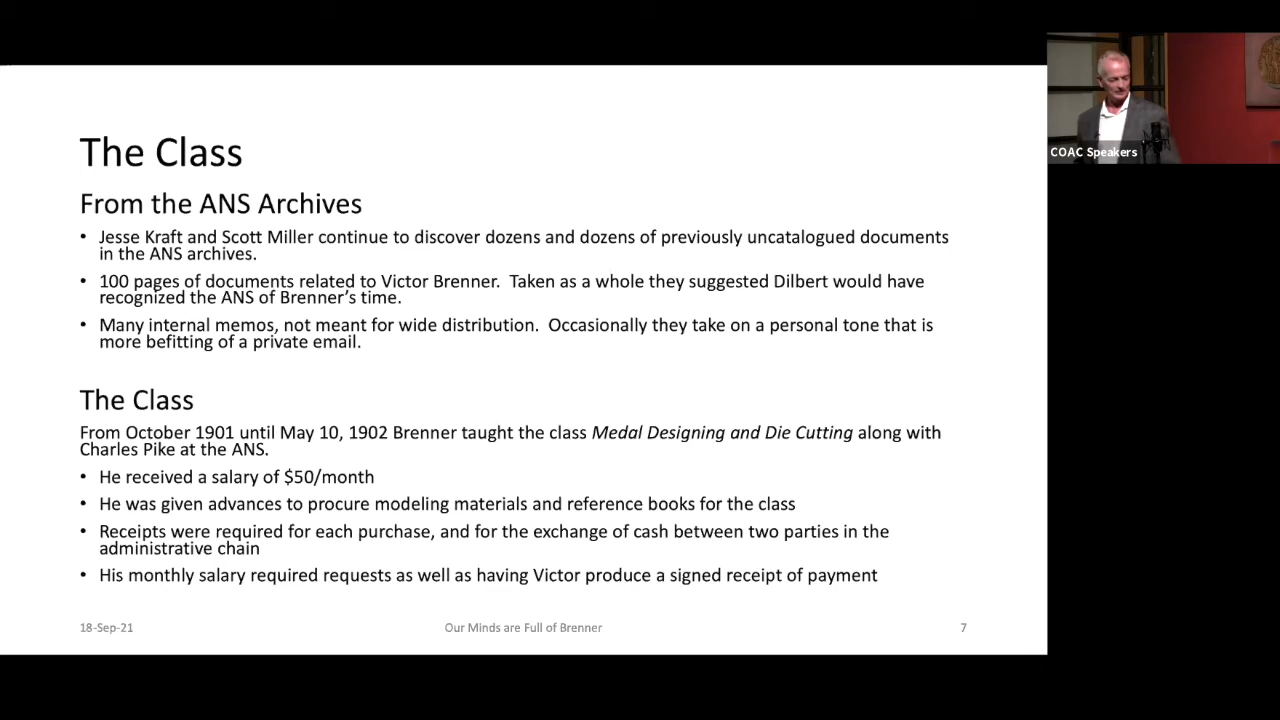 The Class
From the ANS Archives
• Jesse Kraft and Scott Miller continue to discover dozens and dozens of previously uncatalogued documents
in the ANS archives.
• 100 pages of documents related to Victor Brenner.  Taken as a whole they suggested Dilbert would have
recognized the ANS of Brenner's time.
• Many internal memos, not meant for wide distribution.  Occasionally they take on a personal tone that is
more befitting of a private email.
The Class
From October 1901 until May 10, 1902 Brenner taught the class Medal Designing and Die Cutting along with
Charles Pike at the ANS.
• He received a salary of $50/month
• He was given advances to procure modeling materials and reference books for the class
• Receipts were required for each purchase, and for the exchange of cash between two parties in the
administrative chain
• His monthly salary required requests as well as having Victor produce a signed receipt of payment
18-Sep-21
Our Minds are Full of Brenner
7
COAC Speakers